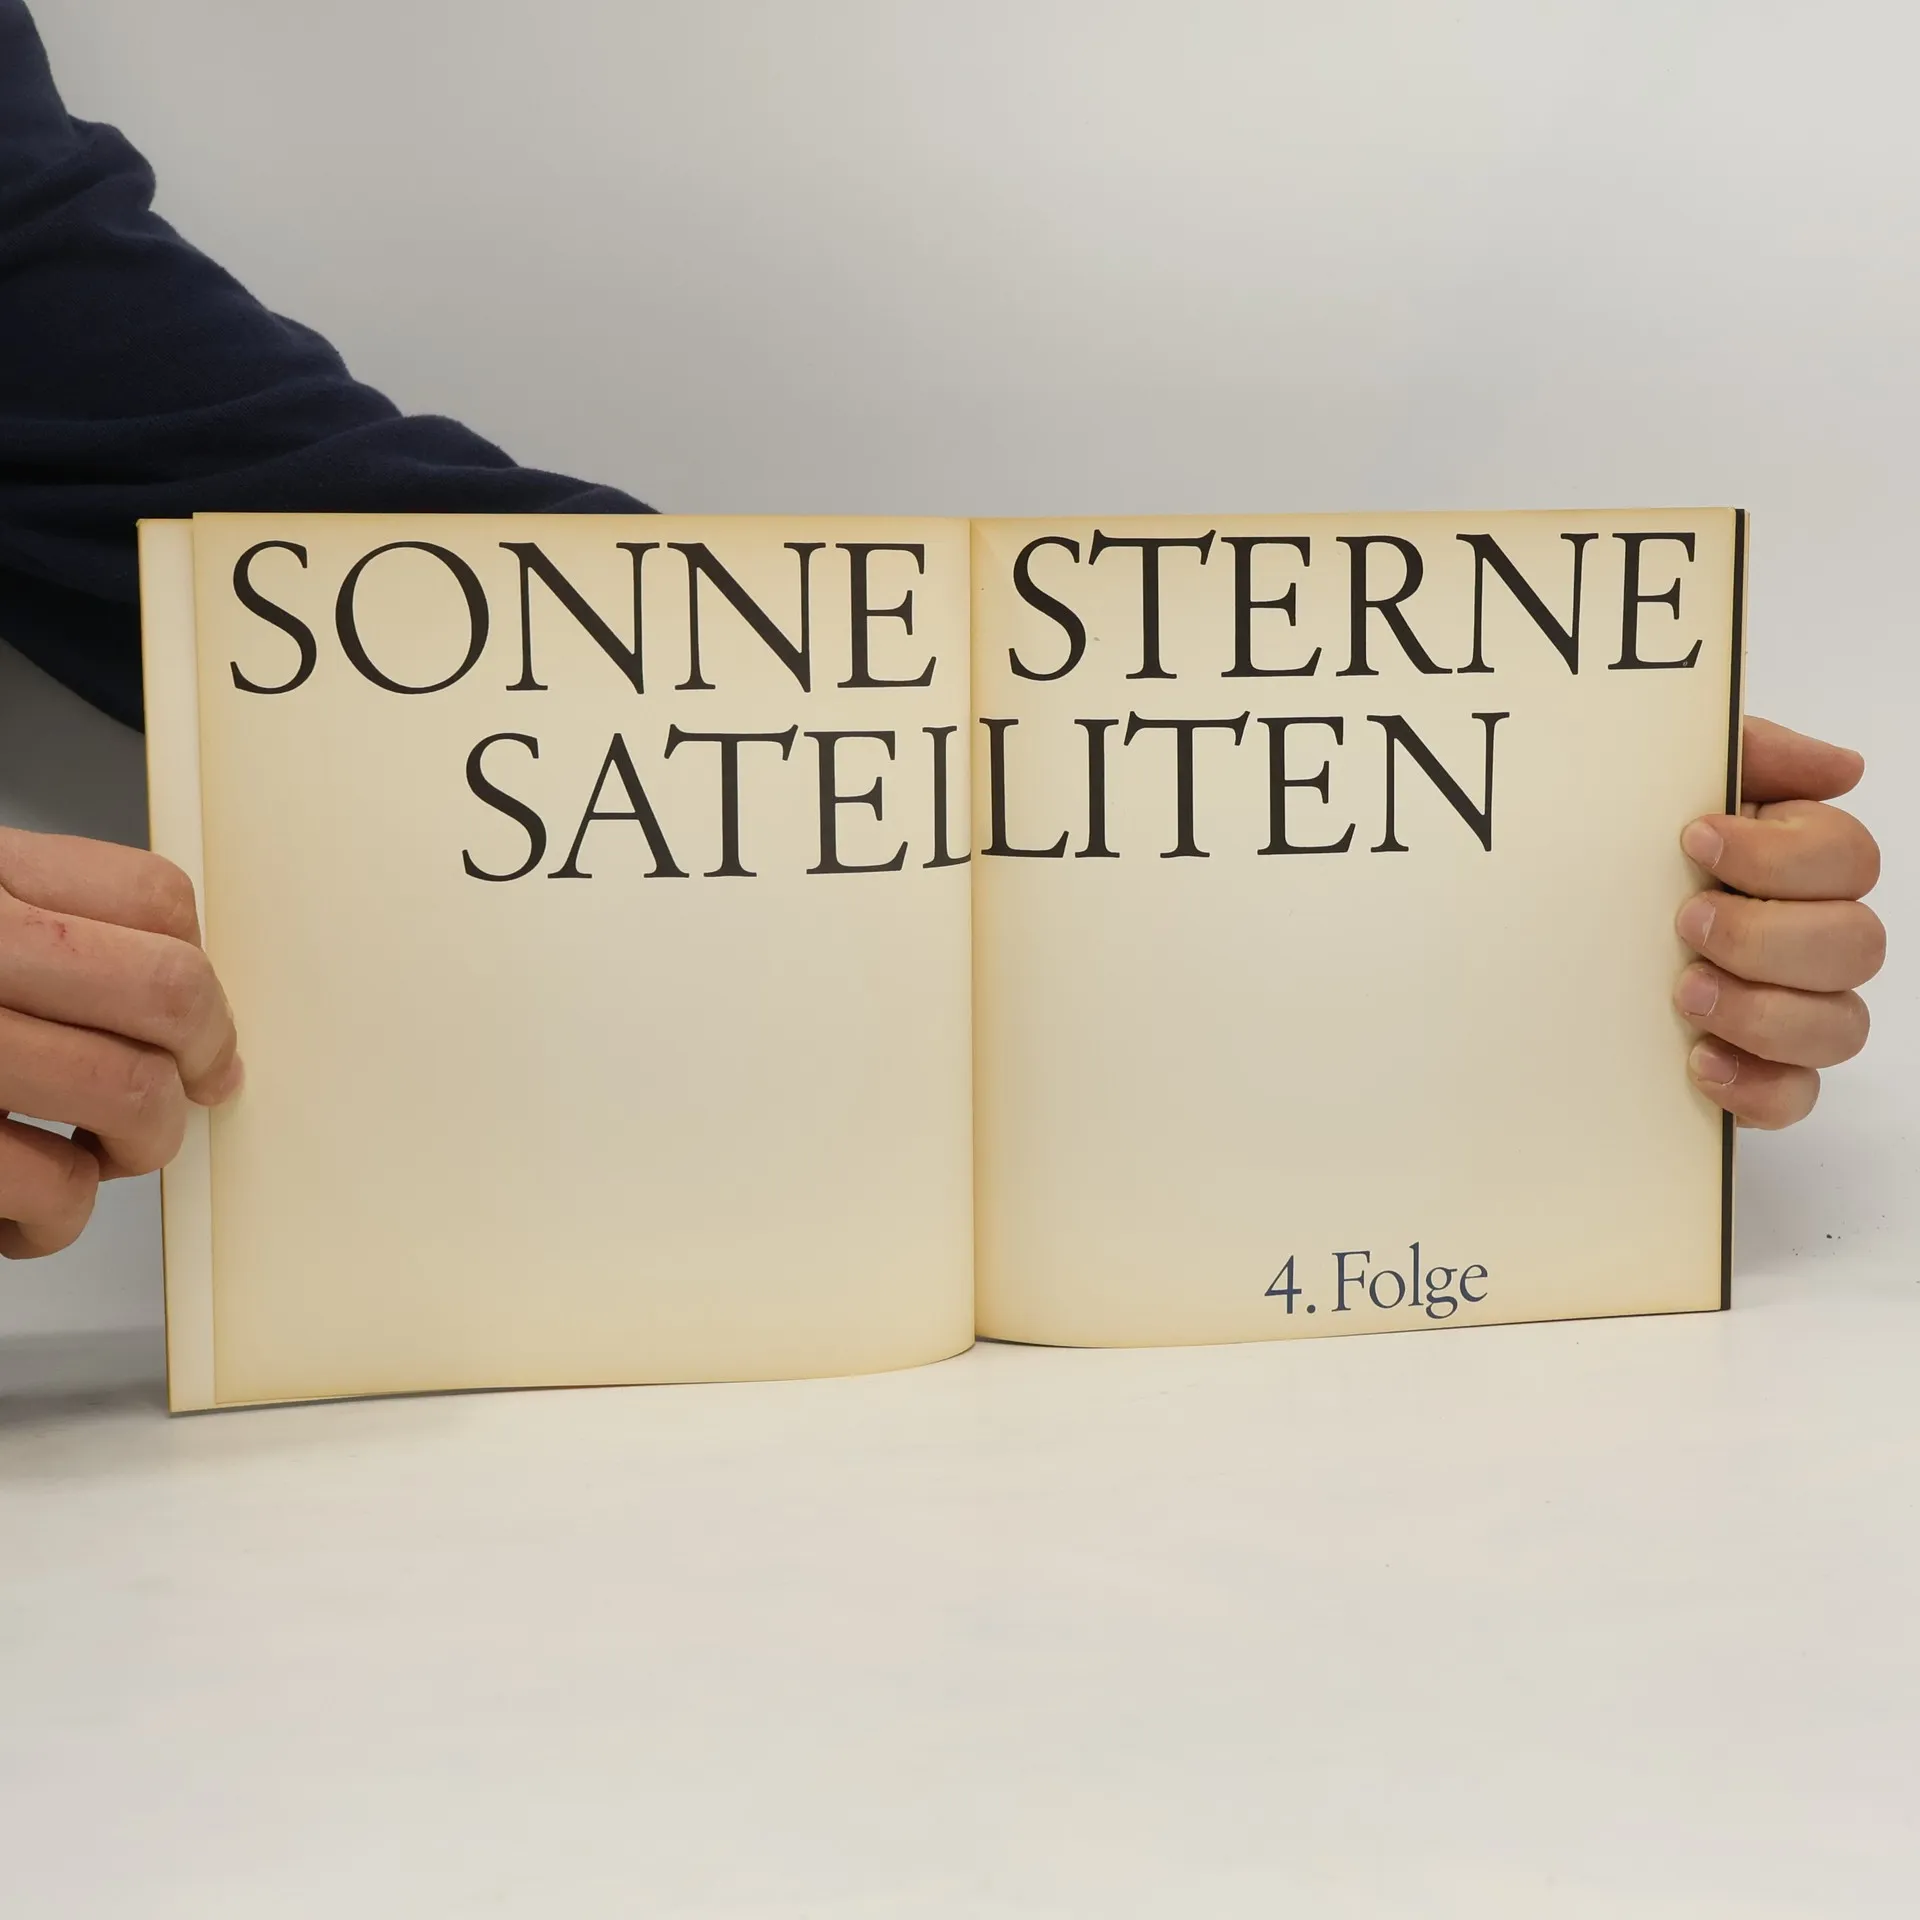 SONNE STERNE
SATELLITEN
4. Folge